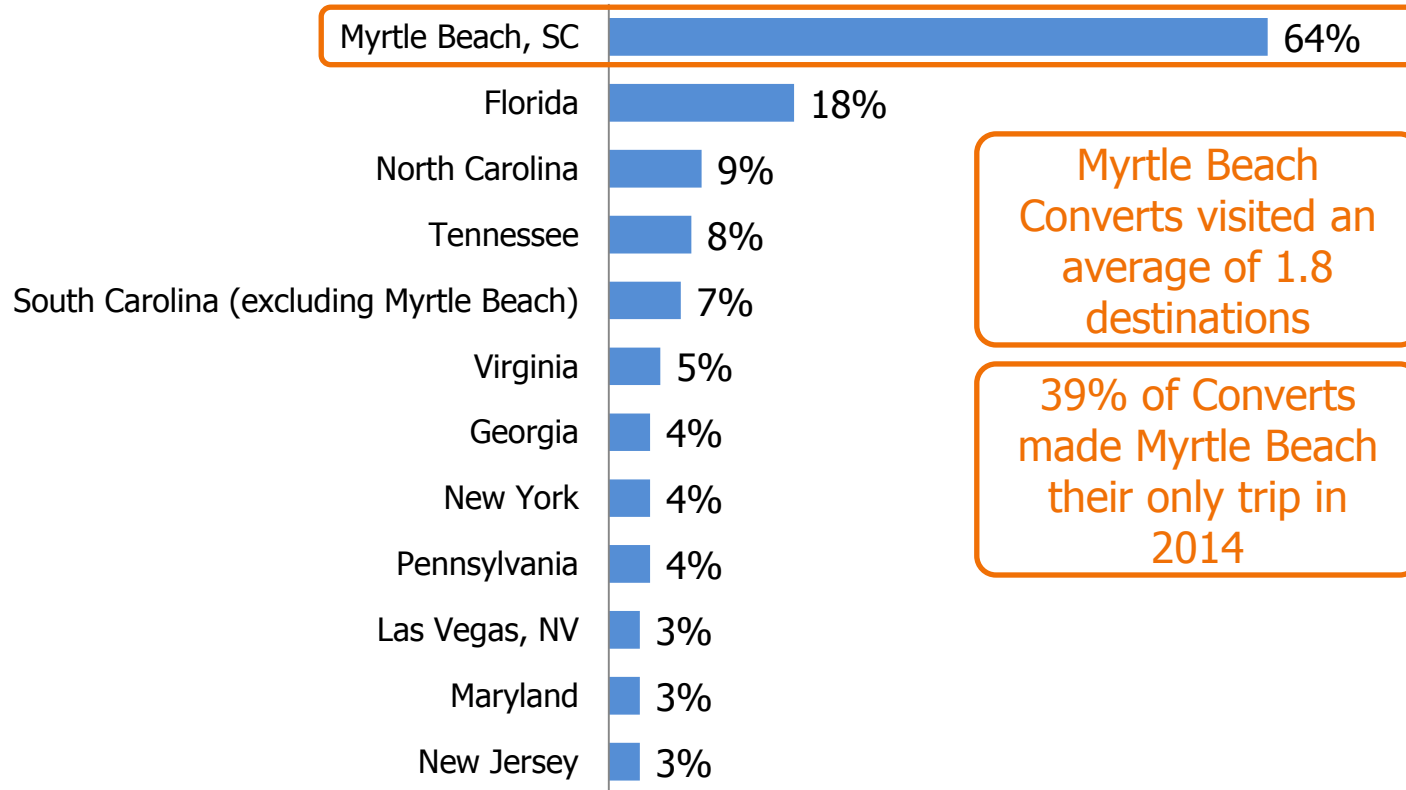 Myrtle Beach, SC 64%
Florida 18%
North Carolina 9%
Tennessee 8%
South Carolina (excluding Myrtle Beach) 7%
Virginia 5%
Georgia 4%
New York 4%
Pennsylvania 4%
Las Vegas, NV 3%
Maryland 3%
New Jersey 3%
Myrtle Beach
Converts visited an
average of 1.8
destinations
39% of Converts
made Myrtle Beach
their only trip in
2014